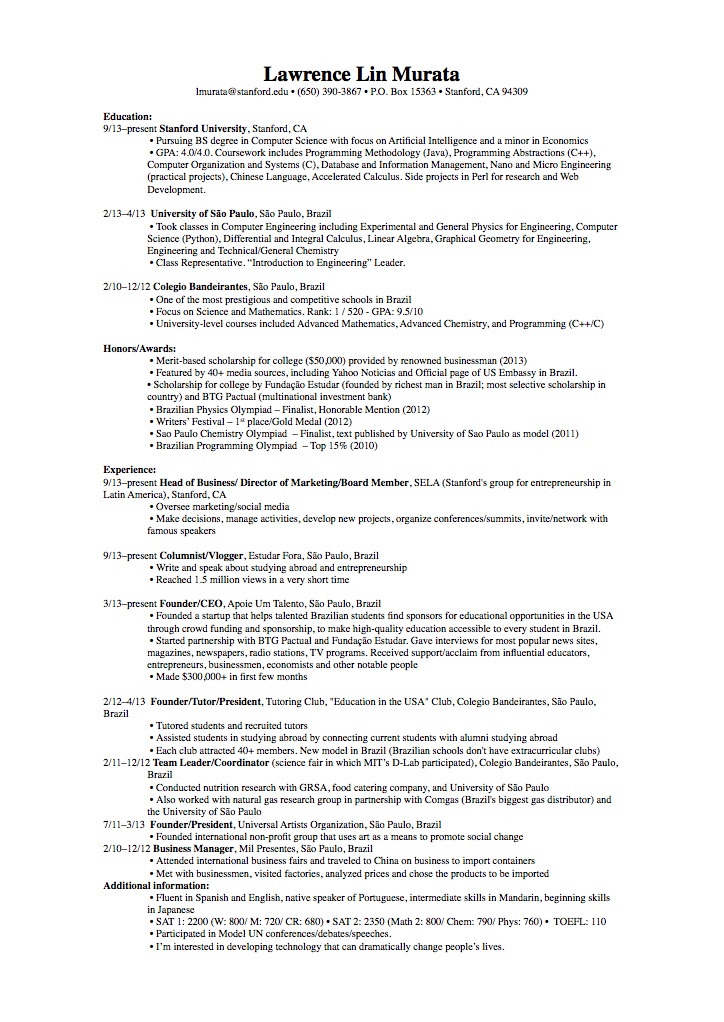 Lawrence Lin Murata
lmurata@stanford.edu • (650) 390-3867 • P.O. Box 15363 • Stanford, CA 94309
Education:
9/13–present Stanford University, Stanford, CA
• Pursuing BS degree in Computer Science with focus on Artificial Intelligence and a minor in Economics
• GPA: 4.0/4.0. Coursework includes Programming Methodology (Java), Programming Abstractions (C++),
Computer Organization and Systems (C), Database and Information Management, Nano and Micro Engineering
(practical projects), Chinese Language, Accelerated Calculus. Side projects in Perl for research and Web
Development.
2/13–4/13 University of São Paulo, São Paulo, Brazil
• Took classes in Computer Engineering including Experimental and General Physics for Engineering, Computer
Science (Python), Differential and Integral Calculus, Linear Algebra, Graphical Geometry for Engineering,
Engineering and Technical/General Chemistry
• Class Representative. “Introduction to Engineering” Leader.
2/10–12/12 Colegio Bandeirantes, São Paulo, Brazil
• One of the most prestigious and competitive schools in Brazil
• Focus on Science and Mathematics. Rank: 1 / 520 - GPA: 9.5/10
• University-level courses included Advanced Mathematics, Advanced Chemistry, and Programming (C++/C)
Honors/Awards:
• Merit-based scholarship for college ($50,000) provided by renowned businessman (2013)
• Featured by 40+ media sources, including Yahoo Noticias and Official page of US Embassy in Brazil.
• Scholarship for college by Fundação Estudar (founded by richest man in Brazil; most selective scholarship in
country) and BTG Pactual (multinational investment bank)
• Brazilian Physics Olympiad – Finalist, Honorable Mention (2012)
• Writers’ Festival – 1st place/Gold Medal (2012)
• Sao Paulo Chemistry Olympiad – Finalist, text published by University of Sao Paulo as model (2011)
• Brazilian Programming Olympiad – Top 15% (2010)
Experience:
9/13–present Head of Business/ Director of Marketing/Board Member, SELA (Stanford's group for entrepreneurship in
Latin America), Stanford, CA
• Oversee marketing/social media
• Make decisions, manage activities, develop new projects, organize conferences/summits, invite/network with
famous speakers
9/13–present Columnist/Vlogger, Estudar Fora, São Paulo, Brazil
• Write and speak about studying abroad and entrepreneurship
• Reached 1.5 million views in a very short time
3/13–present Founder/CEO, Apoie Um Talento, São Paulo, Brazil
• Founded a startup that helps talented Brazilian students find sponsors for educational opportunities in the USA
through crowd funding and sponsorship, to make high-quality education accessible to every student in Brazil.
• Started partnership with BTG Pactual and Fundação Estudar. Gave interviews for most popular news sites,
magazines, newspapers, radio stations, TV programs. Received support/acclaim from influential educators,
entrepreneurs, businessmen, economists and other notable people
• Made $300,000+ in first few months
2/12–4/13 Founder/Tutor/President, Tutoring Club, "Education in the USA" Club, Colegio Bandeirantes, São Paulo,
Brazil
• Tutored students and recruited tutors
• Assisted students in studying abroad by connecting current students with alumni studying abroad
• Each club attracted 40+ members. New model in Brazil (Brazilian schools don't have extracurricular clubs)
2/11–12/12 Team Leader/Coordinator (science fair in which MIT’s D-Lab participated), Colegio Bandeirantes, São Paulo,
Brazil
• Conducted nutrition research with GRSA, food catering company, and University of São Paulo
• Also worked with natural gas research group in partnership with Comgas (Brazil's biggest gas distributor) and
the University of São Paulo
7/11–3/13 Founder/President, Universal Artists Organization, São Paulo, Brazil
• Founded international non-profit group that uses art as a means to promote social change
2/10–12/12 Business Manager, Mil Presentes, São Paulo, Brazil
• Attended international business fairs and traveled to China on business to import containers
• Met with businessmen, visited factories, analyzed prices and chose the products to be imported
Additional information:
• Fluent in Spanish and English, native speaker of Portuguese, intermediate skills in Mandarin, beginning skills
in Japanese
• SAT 1: 2200 (W: 800/ M: 720/ CR: 680) • SAT 2: 2350 (Math 2: 800/ Chem: 790/ Phys: 760) • TOEFL: 110
• Participated in Model UN conferences/debates/speeches.
• I’m interested in developing technology that can dramatically change people’s lives.